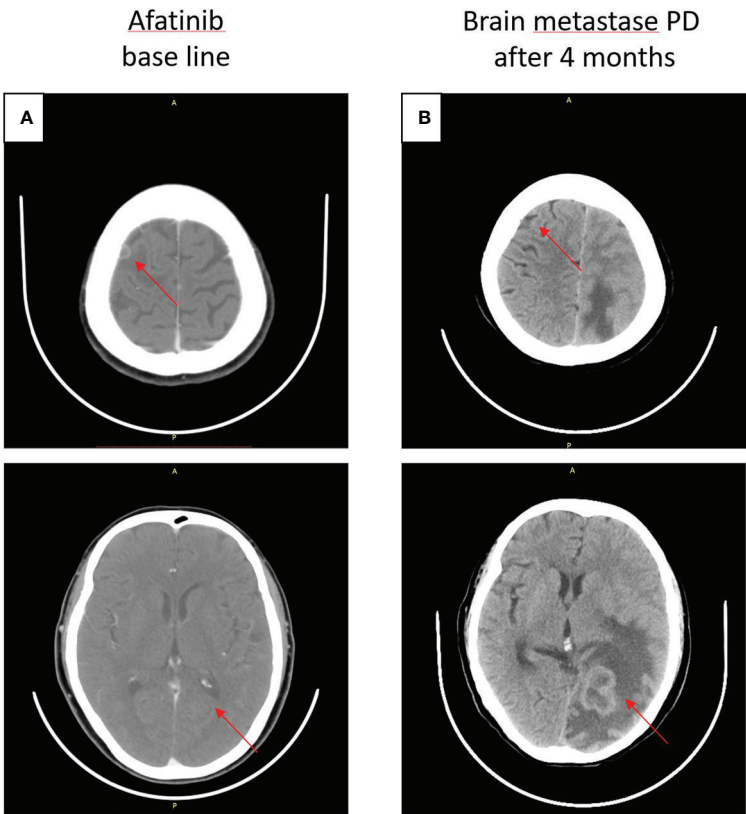 Afatinib
base line
Brain metastase PD
after 4 months
A
A
B
A
P
P
A
A
P